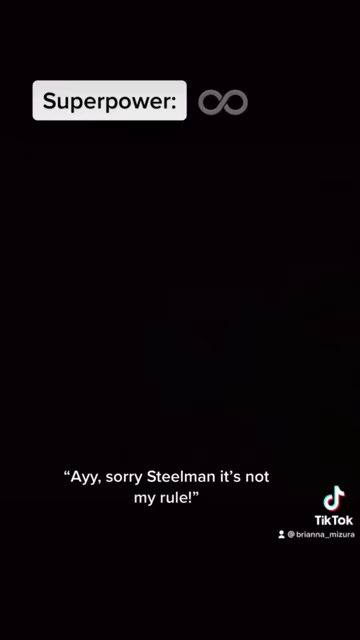 Superpower: ♾
“Ayy, sorry Steelman it’s not
my rule!”
TikTok
@brianna_mizura